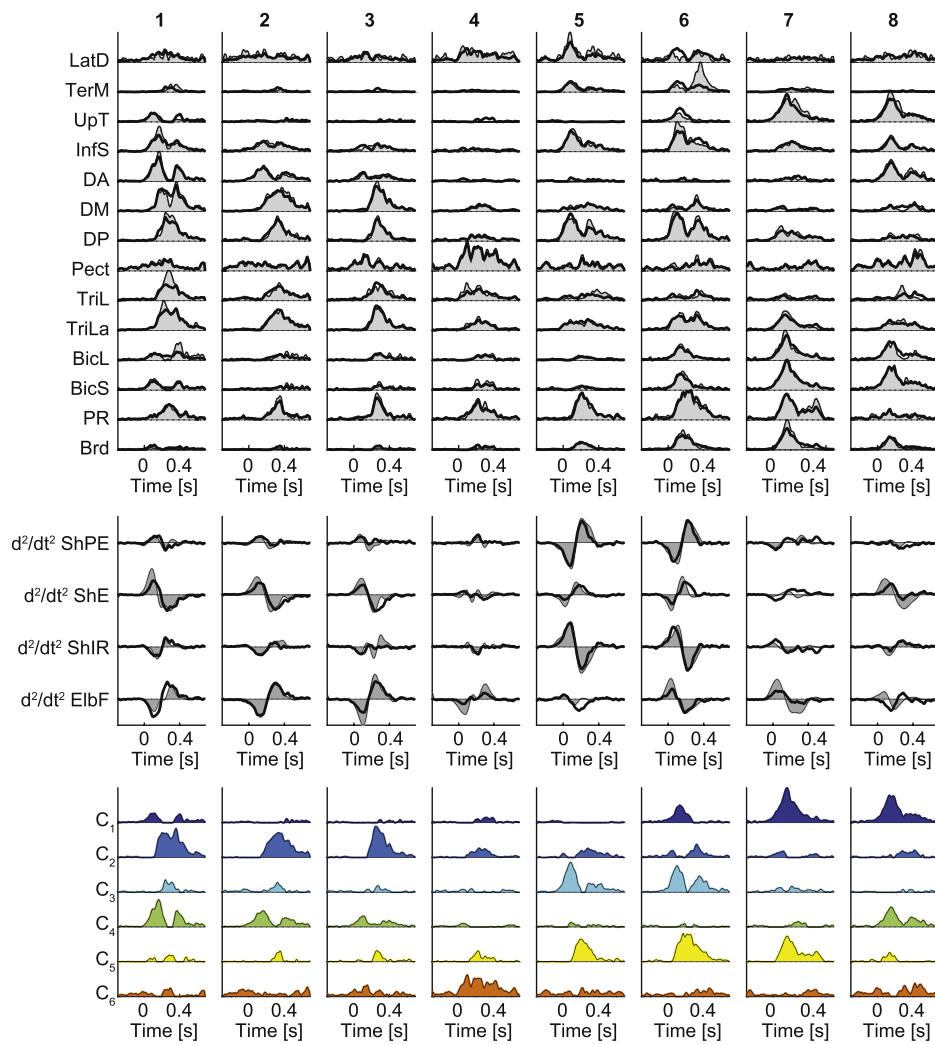 1 2 3 4 5 6 7 8
LatD
TerM
UpT
InfS
DA
DM
DP
Pect
TriL
TriLa
BicL
BicS
PR
Brd
0 0.4 0 0.4 0 0.4 0 0.4 0 0.4 0 0.4 0 0.4 0 0.4
Time [s] Time [s] Time [s] Time [s] Time [s] Time [s] Time [s] Time [s]
d²/dt² ShPE
d²/dt² ShE
d²/dt² ShIR
d²/dt² ElbF
0 0.4 0 0.4 0 0.4 0 0.4 0 0.4 0 0.4 0 0.4 0 0.4
Time [s] Time [s] Time [s] Time [s] Time [s] Time [s] Time [s] Time [s]
C₁
C₂
C₃
C₄
C₅
C₆
0 0.4 0 0.4 0 0.4 0 0.4 0 0.4 0 0.4 0 0.4 0 0.4
Time [s] Time [s] Time [s] Time [s] Time [s] Time [s] Time [s] Time [s]